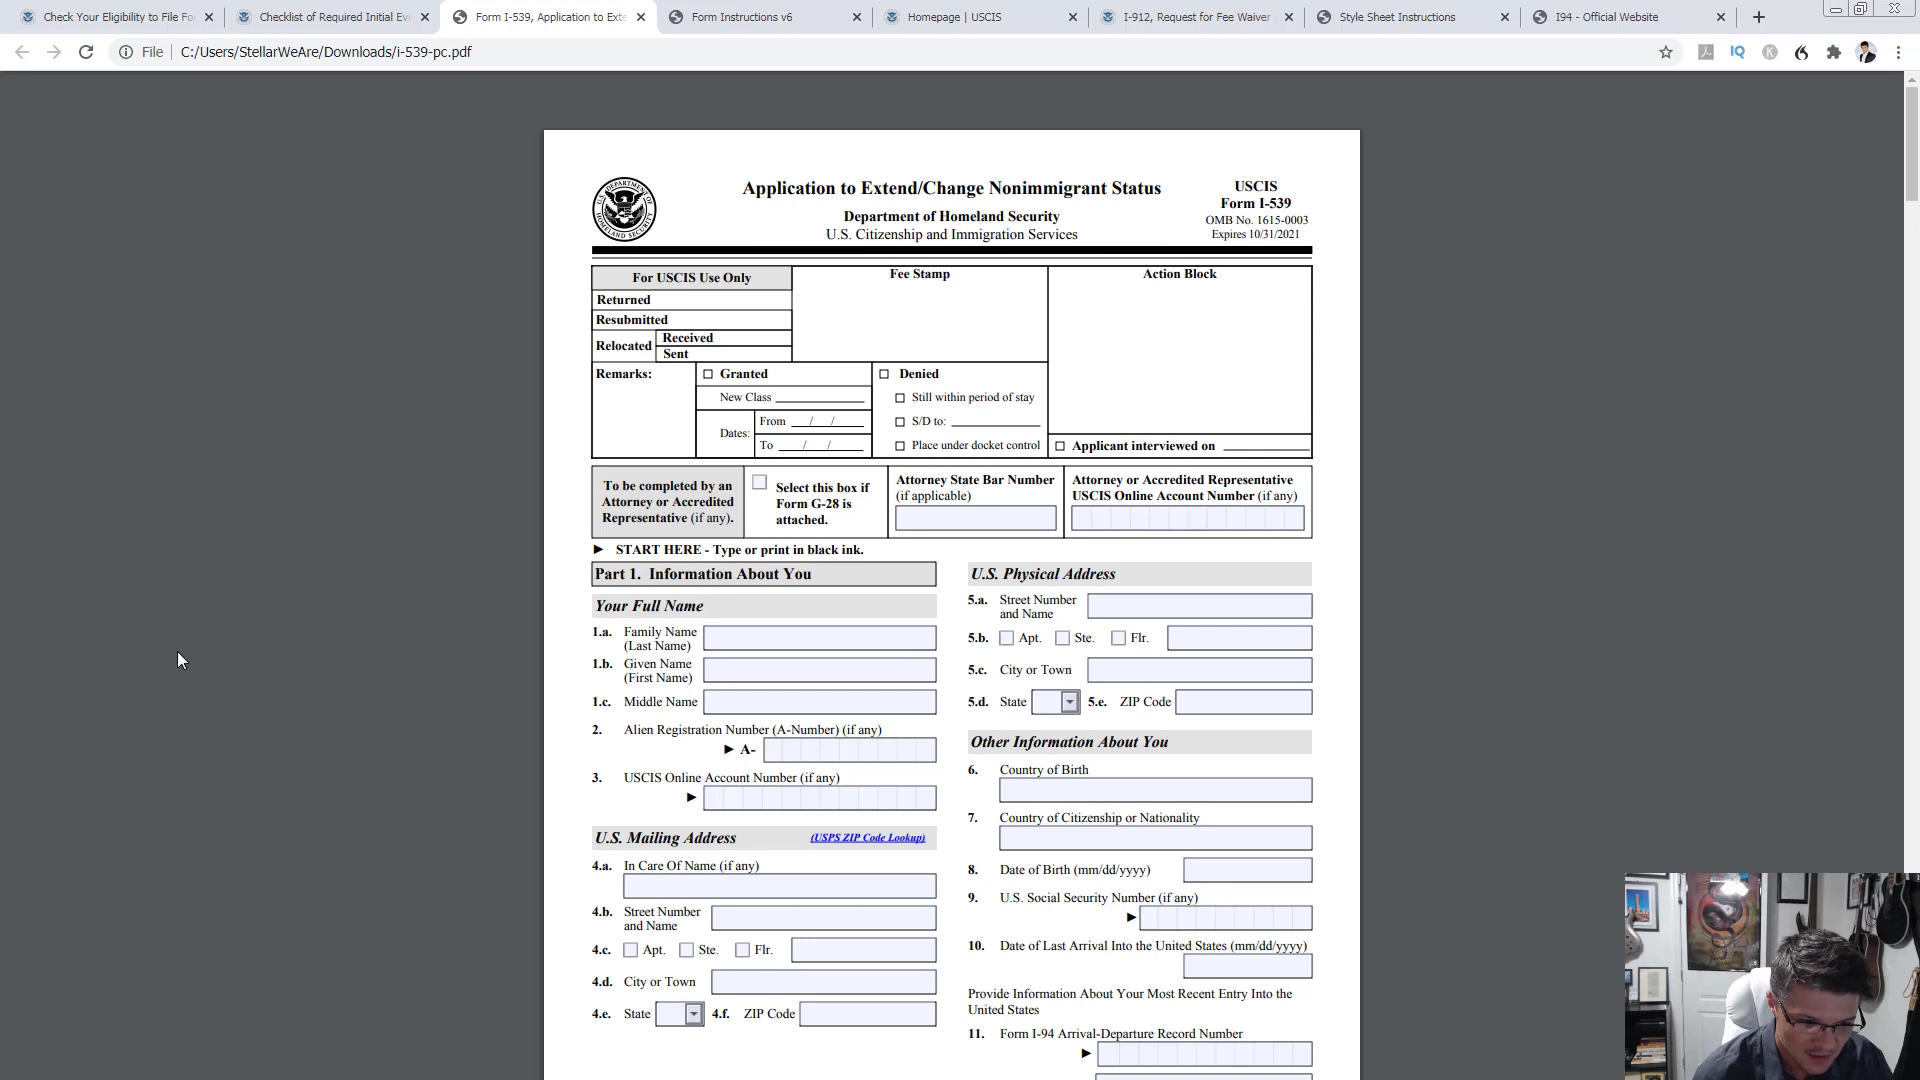 Check Your Eligibility to File Fo
Checklist of Required Initial Evi
Form I-539, Application to Exte
Form Instructions v6
Homepage | USCIS
I-912, Request for Fee Waiver
Style Sheet Instructions
I94 - Official Website
File
C:/Users/StellarWeAre/Downloads/i-539-pc.pdf
IQ
K
U.S. DEPARTMENT OF HOMELAND SECURITY
Application to Extend/Change Nonimmigrant Status
Department of Homeland Security
U.S. Citizenship and Immigration Services
USCIS
Form I-539
OMB No. 1615-0003
Expires 10/31/2021
For USCIS Use Only
Fee Stamp
Action Block
Returned
Resubmitted
Relocated
Received
Sent
Remarks:
Granted
New Class
Dates:
From / /
To / /
Denied
Still within period of stay
S/D to:
Place under docket control
Applicant interviewed on
To be completed by an
Attorney or Accredited
Representative (if any).
Select this box if
Form G-28 is
attached.
Attorney State Bar Number
(if applicable)
Attorney or Accredited Representative
USCIS Online Account Number (if any)
► START HERE - Type or print in black ink.
Part 1. Information About You
Your Full Name
1.a. Family Name
(Last Name)
1.b. Given Name
(First Name)
1.c. Middle Name
2. Alien Registration Number (A-Number) (if any)
► A-
3. USCIS Online Account Number (if any)
►
U.S. Mailing Address (USPS ZIP Code Lookup)
4.a. In Care Of Name (if any)
4.b. Street Number
and Name
4.c. Apt. Ste. Flr.
4.d. City or Town
4.e. State 4.f. ZIP Code
U.S. Physical Address
5.a. Street Number
and Name
5.b. Apt. Ste. Flr.
5.c. City or Town
5.d. State 5.e. ZIP Code
Other Information About You
6. Country of Birth
7. Country of Citizenship or Nationality
8. Date of Birth (mm/dd/yyyy)
9. U.S. Social Security Number (if any)
►
10. Date of Last Arrival Into the United States (mm/dd/yyyy)
Provide Information About Your Most Recent Entry Into the
United States
11. Form I-94 Arrival-Departure Record Number
►